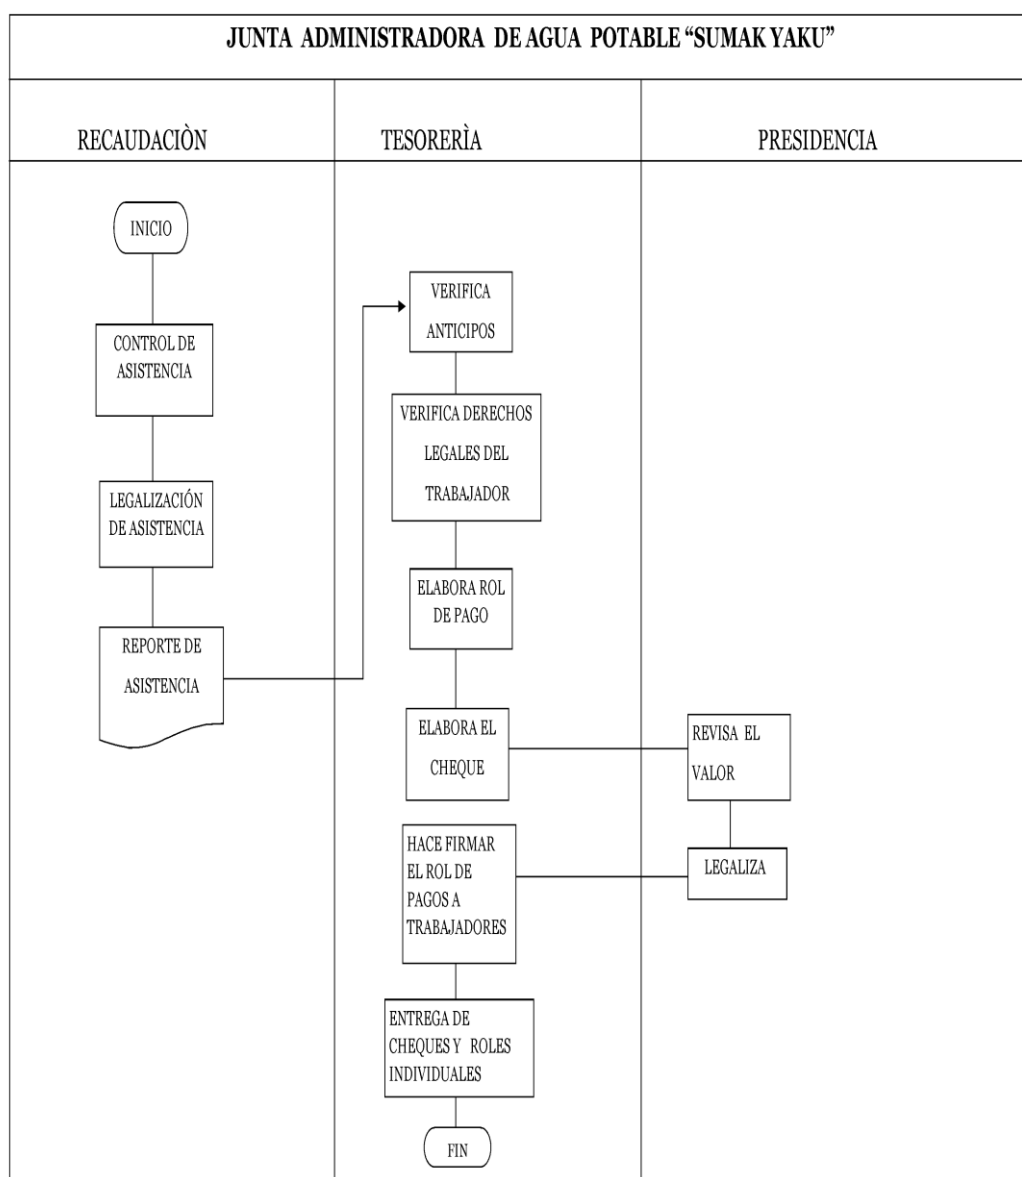 JUNTA ADMINISTRADORA DE AGUA POTABLE “SUMAK YAKU”
RECAUDACIÒN
TESORERÌA
PRESIDENCIA
INICIO
CONTROL DE
ASISTENCIA
LEGALIZACIÓN
DE ASISTENCIA
REPORTE DE
ASISTENCIA
VERIFICA
ANTICIPOS
VERIFICA DERECHOS
LEGALES DEL
TRABAJADOR
ELABORA ROL
DE PAGO
ELABORA EL
CHEQUE
REVISA EL
VALOR
LEGALIZA
HACE FIRMAR
EL ROL DE
PAGOS A
TRABAJADORES
ENTREGA DE
CHEQUES Y ROLES
INDIVIDUALES
FIN